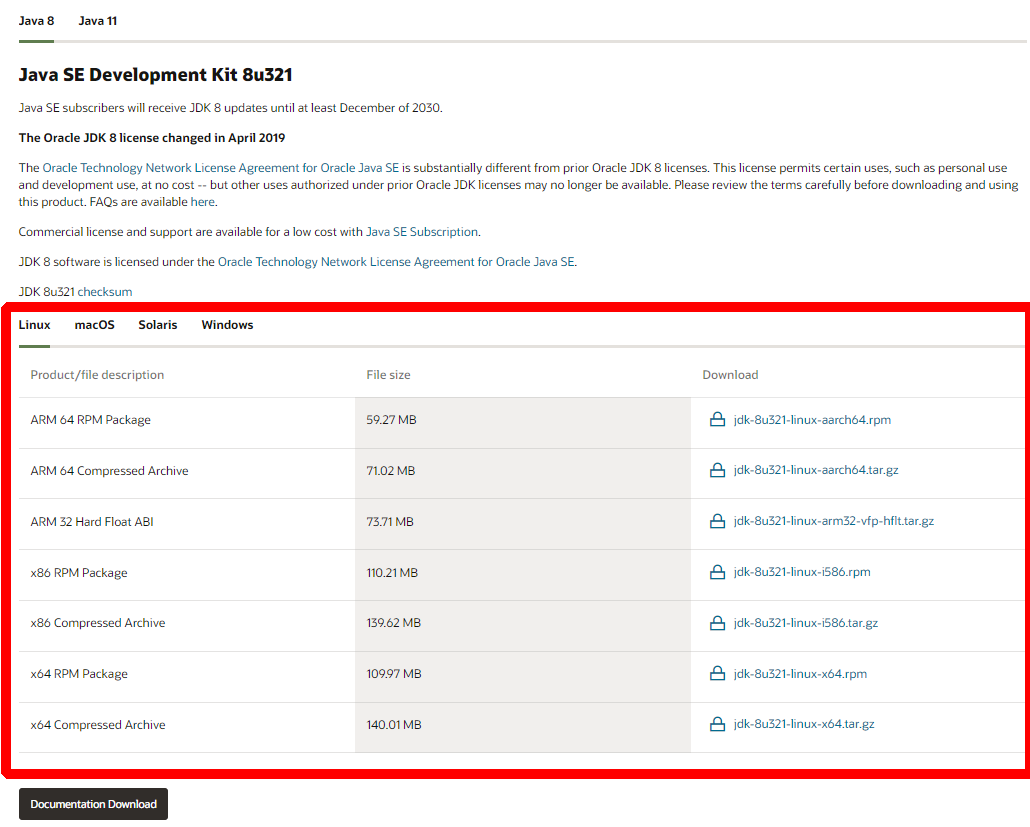 Java 8 Java 11
Java SE Development Kit 8u321
Java SE subscribers will receive JDK 8 updates until at least December of 2030.
The Oracle JDK 8 license changed in April 2019
The Oracle Technology Network License Agreement for Oracle Java SE is substantially different from prior Oracle JDK 8 licenses. This license permits certain uses, such as personal use
and development use, at no cost -- but other uses authorized under prior Oracle JDK licenses may no longer be available. Please review the terms carefully before downloading and using
this product. FAQs are available here.
Commercial license and support are available for a low cost with Java SE Subscription.
JDK 8 software is licensed under the Oracle Technology Network License Agreement for Oracle Java SE.
JDK 8u321 checksum
Linux macOS Solaris Windows
Product/file description File size Download
ARM 64 RPM Package 59.27 MB jdk-8u321-linux-aarch64.rpm
ARM 64 Compressed Archive 71.02 MB jdk-8u321-linux-aarch64.tar.gz
ARM 32 Hard Float ABI 73.71 MB jdk-8u321-linux-arm32-vfp-hflt.tar.gz
x86 RPM Package 110.21 MB jdk-8u321-linux-i586.rpm
x86 Compressed Archive 139.62 MB jdk-8u321-linux-i586.tar.gz
x64 RPM Package 109.97 MB jdk-8u321-linux-x64.rpm
x64 Compressed Archive 140.01 MB jdk-8u321-linux-x64.tar.gz
Documentation Download